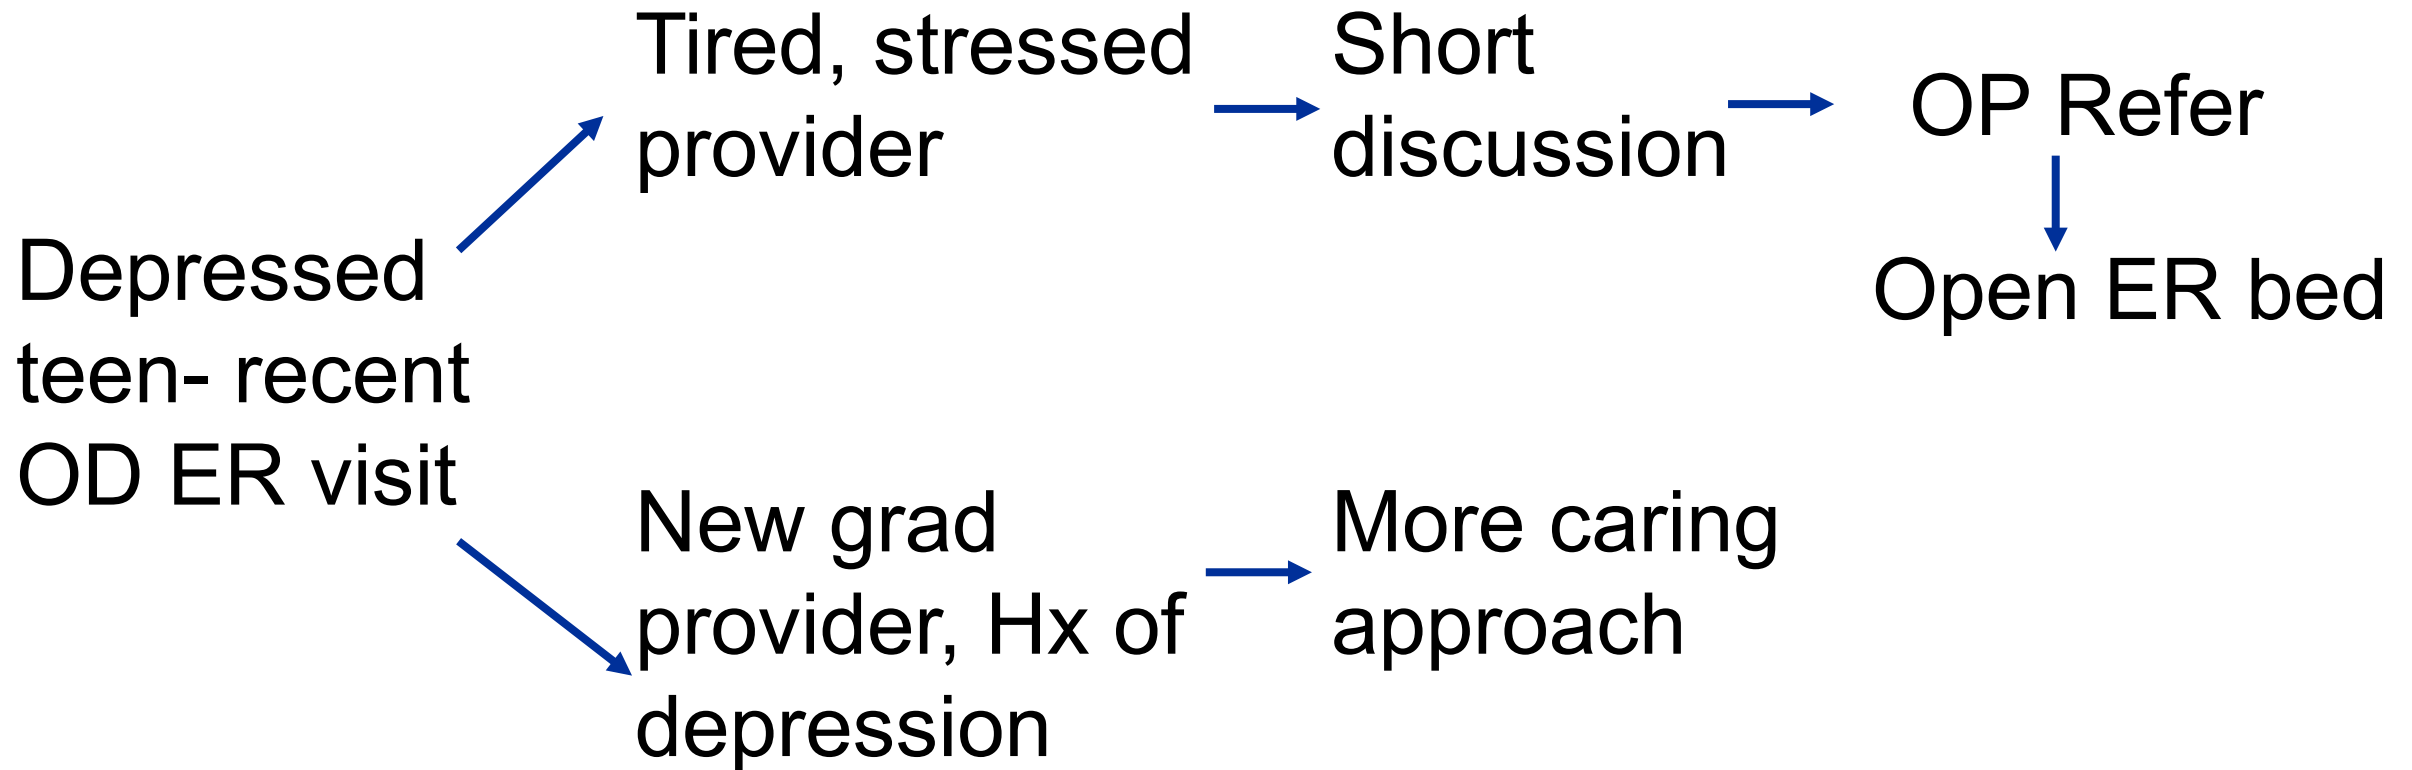 Tired, stressed
provider
Short
discussion
OP Refer
Open ER bed
Depressed
teen- recent
OD ER visit
New grad
provider, Hx of
depression
More caring
approach